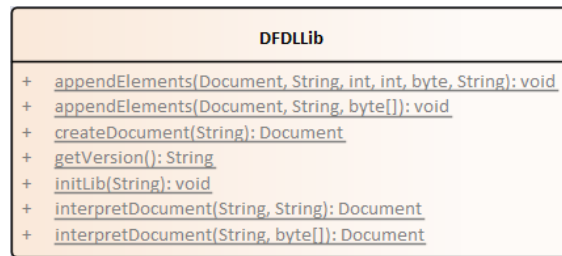 DFDLLib
+ appendElements(Document, String, int, int, byte, String): void
+ appendElements(Document, String, byte[]): void
+ createDocument(String): Document
+ getVersion(): String
+ initLib(String): void
+ interpretDocument(String, String): Document
+ interpretDocument(String, byte[]): Document